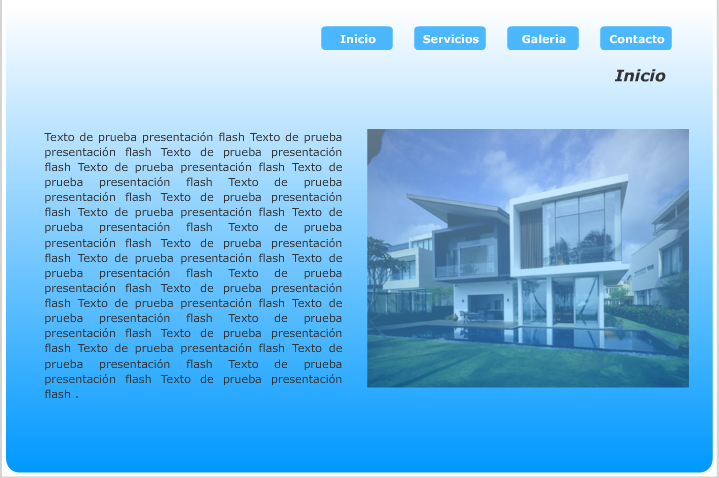 Inicio
Servicios
Galeria
Contacto
Inicio
Texto de prueba presentación flash Texto de prueba
presentación flash Texto de prueba presentación
flash Texto de prueba presentación flash Texto de
prueba presentación flash Texto de prueba
presentación flash Texto de prueba presentación
flash Texto de prueba presentación flash Texto de
prueba presentación flash Texto de prueba
presentación flash Texto de prueba presentación
flash Texto de prueba presentación flash Texto de
prueba presentación flash Texto de prueba
presentación flash Texto de prueba presentación
flash Texto de prueba presentación flash Texto de
prueba presentación flash Texto de prueba
presentación flash Texto de prueba presentación
flash Texto de prueba presentación flash Texto de
prueba presentación flash Texto de prueba
presentación flash Texto de prueba presentación
flash .